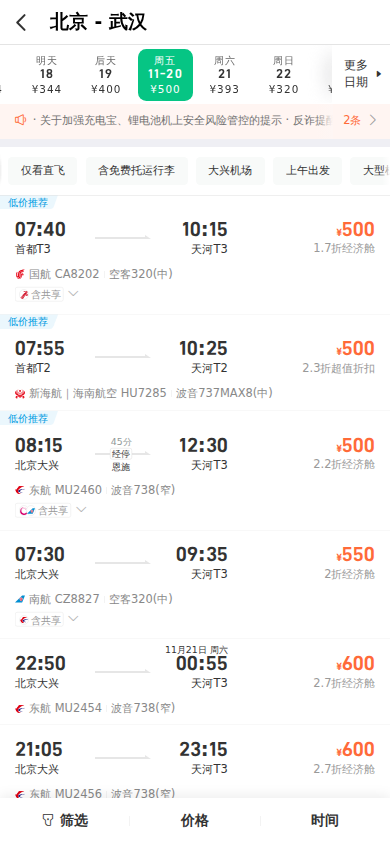 北京 - 武汉
明天
18
¥344
后天
19
¥400
周五
11-20
¥500
周六
21
¥393
周日
22
¥320
更多
日期
· 关于加强充电宝、锂电池机上安全风险管控的提示 · 反诈提
2条
仅看直飞
含免费托运行李
大兴机场
上午出发
大型
低价推荐
07:40
10:15
¥500
首都T3
天河T3
1.7折经济舱
国航 CA8202
空客320(中)
含共享
低价推荐
07:55
10:25
¥500
首都T2
天河T2
2.3折超值折扣
新海航｜海南航空 HU7285
波音737MAX8(中)
低价推荐
08:15
45分
经停
恩施
12:30
¥500
北京大兴
天河T3
2.2折经济舱
东航 MU2460
波音738(窄)
含共享
07:30
09:35
¥550
北京大兴
天河T3
2折经济舱
南航 CZ8827
空客320(中)
含共享
11月21日 周六
22:50
00:55
¥600
北京大兴
天河T3
2.7折经济舱
东航 MU2454
波音738(窄)
21:05
23:15
¥600
北京大兴
天河T3
2.7折经济舱
东航 MU2456
波音738(窄)
筛选
价格
时间